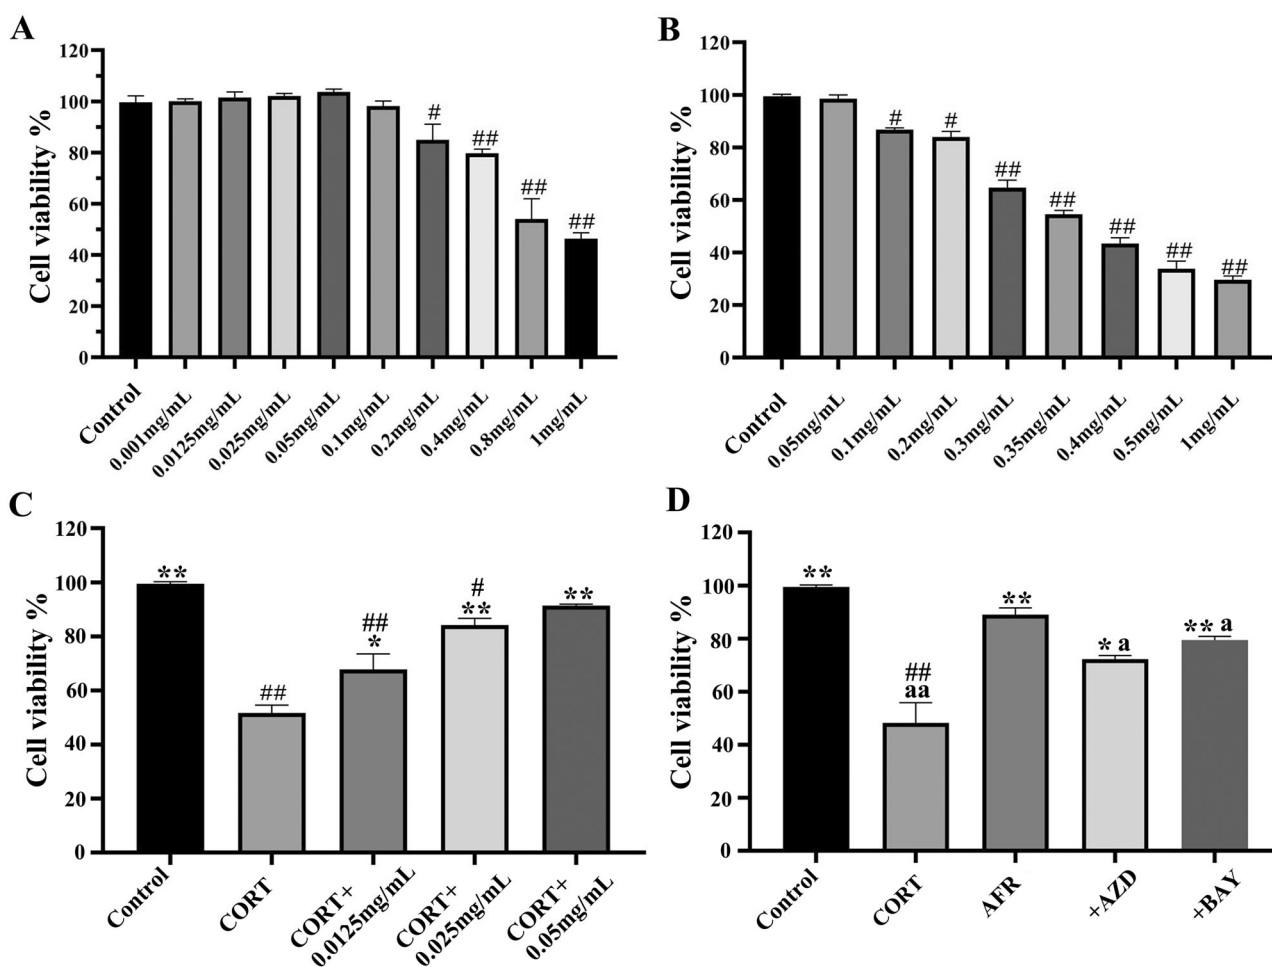 A
Cell viability %
120
100
80
60
40
20
0
#
##
##
##
Control
0.001mg/mL
0.0125mg/mL
0.025mg/mL
0.05mg/mL
0.1mg/mL
0.2mg/mL
0.4mg/mL
0.8mg/mL
1mg/mL
B
Cell viability %
120
100
80
60
40
20
0
#
#
##
##
##
##
##
Control
0.05mg/mL
0.1mg/mL
0.2mg/mL
0.3mg/mL
0.35mg/mL
0.4mg/mL
0.5mg/mL
1mg/mL
C
Cell viability %
120
100
80
60
40
20
0
**
##
##
*
#
**
**
Control
CORT
CORT+
0.0125mg/mL
CORT+
0.025mg/mL
CORT+
0.05mg/mL
D
Cell viability %
120
100
80
60
40
20
0
**
##
aa
**
* a
** a
Control
CORT
AFR
+AZD
+BAY